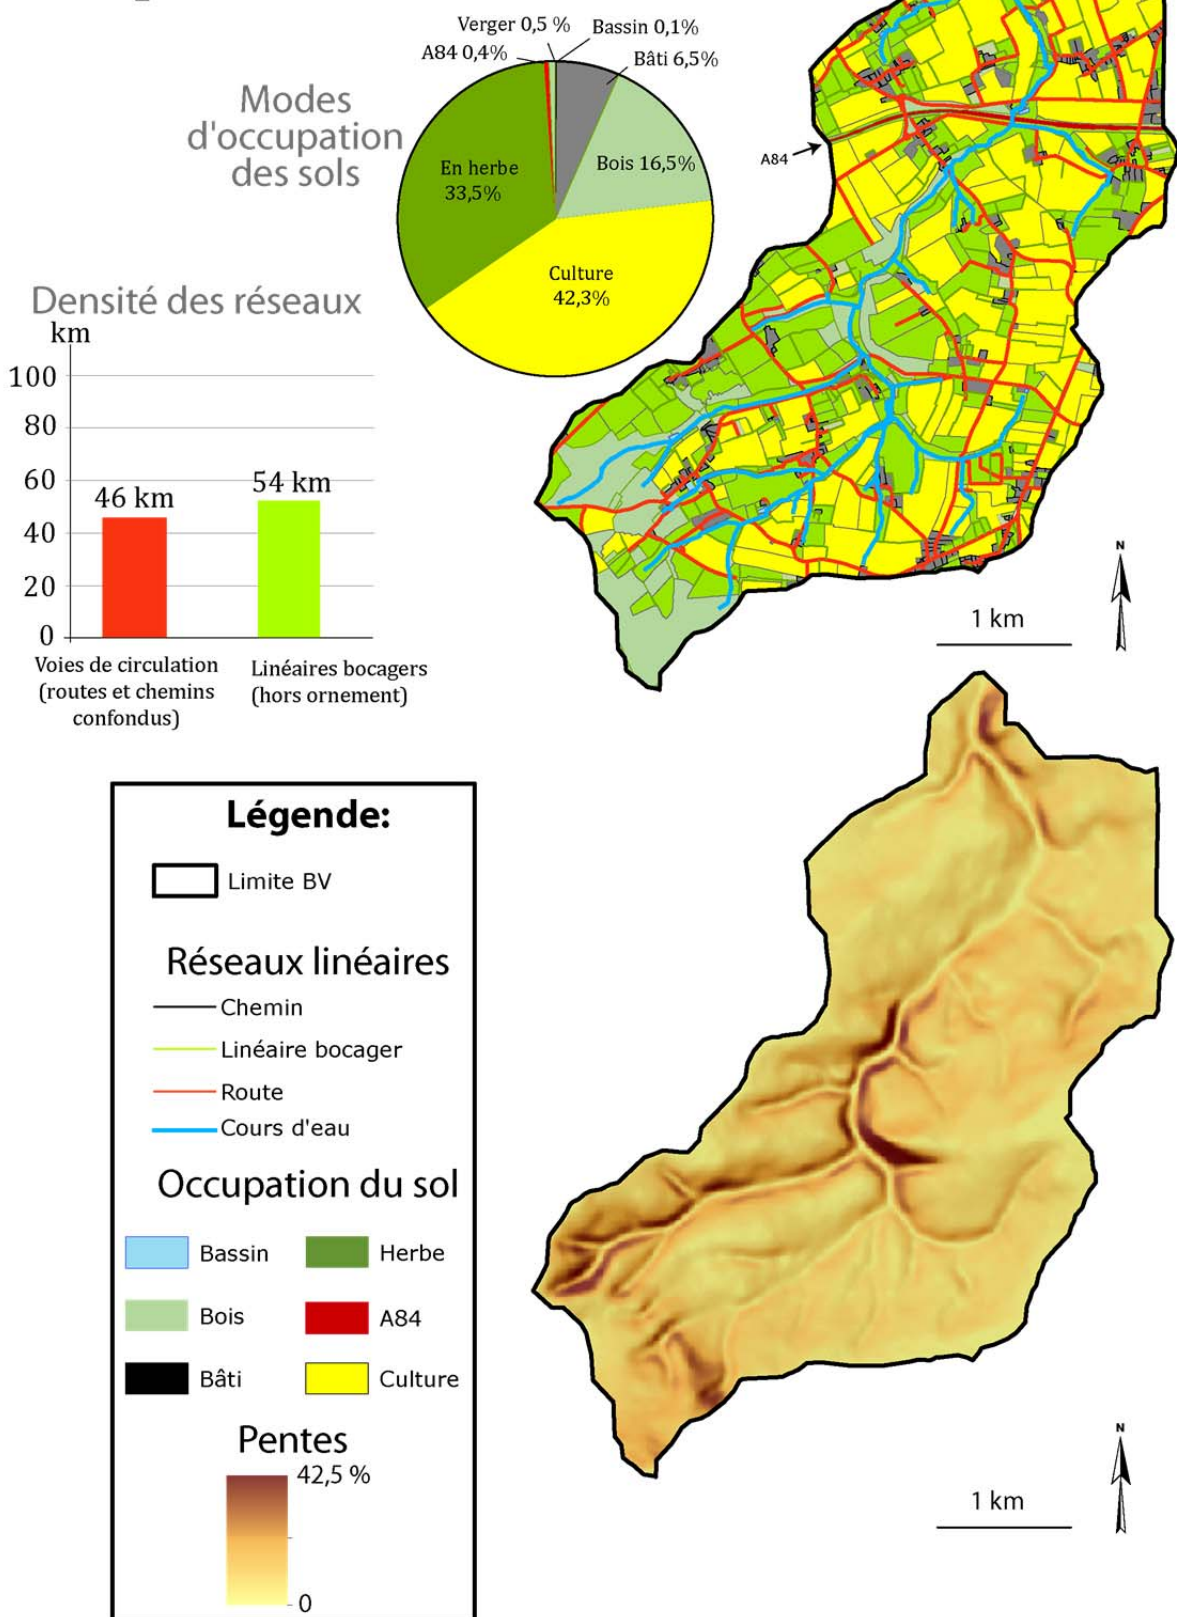 Verger 0,5 %
Bassin 0,1%
A84 0,4%
Bâti 6,5%
Modes
d'occupation
des sols
En herbe
33,5%
Bois 16,5%
Culture
42,3%
A84
Densité des réseaux
km
100
80
60
40
20
0
46 km
54 km
Voies de circulation
(routes et chemins
confondus)
Linéaires bocagers
(hors ornement)
N
1 km
Légende:
Limite BV
Réseaux linéaires
Chemin
Linéaire bocager
Route
Cours d'eau
Occupation du sol
Bassin
Herbe
Bois
A84
Bâti
Culture
Pentes
42,5 %
0
N
1 km